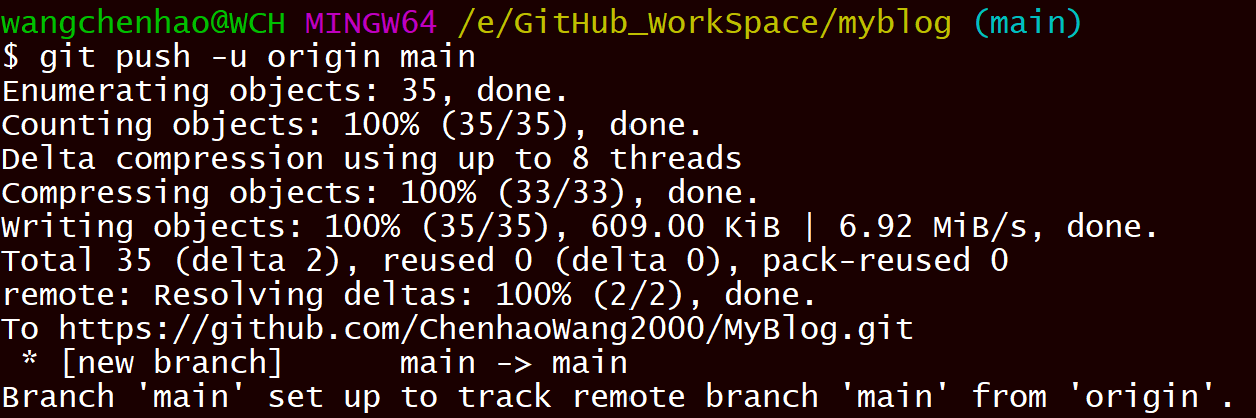 wangchenhao@WCH MINGW64 /e/GitHub_WorkSpace/myblog (main)
$ git push -u origin main
Enumerating objects: 35, done.
Counting objects: 100% (35/35), done.
Delta compression using up to 8 threads
Compressing objects: 100% (33/33), done.
Writing objects: 100% (35/35), 609.00 KiB | 6.92 MiB/s, done.
Total 35 (delta 2), reused 0 (delta 0), pack-reused 0
remote: Resolving deltas: 100% (2/2), done.
To https://github.com/ChenhaoWang2000/MyBlog.git
 * [new branch]      main -> main
Branch 'main' set up to track remote branch 'main' from 'origin'.